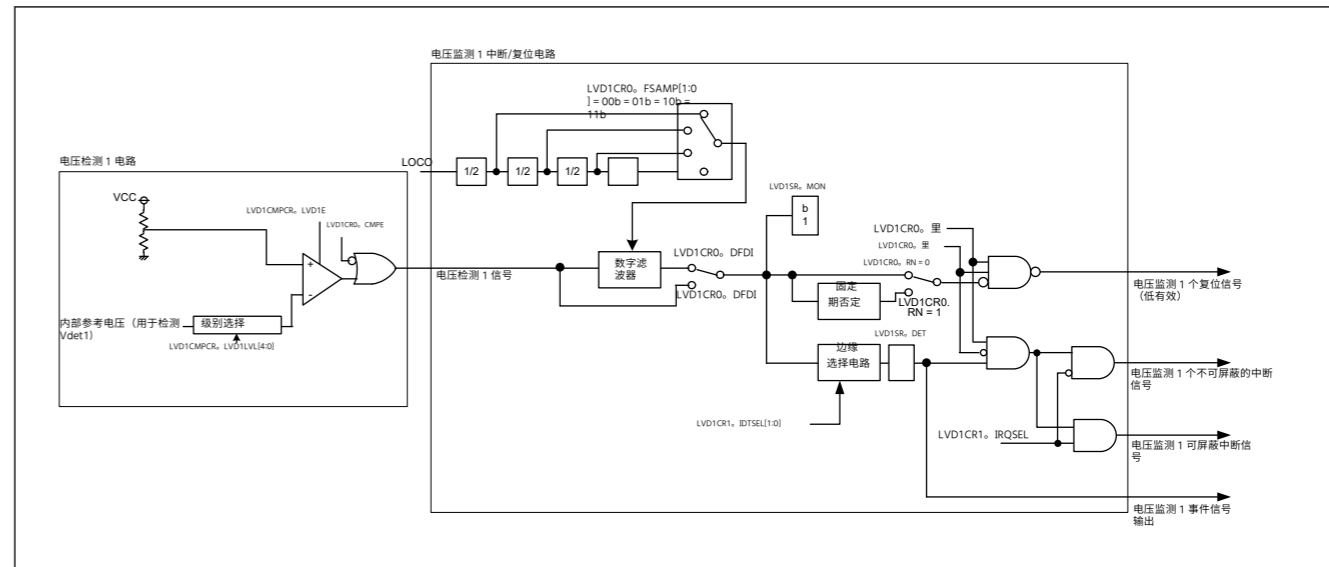 电压监测 1 中断/复位电路
LVD1CR0。FSAMP[1:0
] = 00b = 01b = 10b =
11b
电压检测 1 电路
LOCO
1/2
1/2
1/2
VCC
LVD1CMPCR。LVD1E
LVD1CR0。CMPE
+
-
电压检测 1 信号
内部参考电压（用于检测
Vdet1）
级别选择
LVD1CMPCR。LVD1LVL[4:0]
数字滤
波器
LVD1CR0。DFDI
LVD1CR0。DFDI
LVD1SR。MON
b
1
LVD1CR0。里
LVD1CR0。里
LVD1CR0。RN = 0
固定
期否定
LVD1CR0.
RN = 1
LVD1SR。DET
边缘
选择电路
LVD1CR1。IDTSEL[1:0]
LVD1CR1。IRQSEL
电压监测 1 个复位信号
（低有效）
电压监测 1 个不可屏蔽的中断
信号
电压监测 1 可屏蔽中断信
号
电压监测 1 事件信号
输出